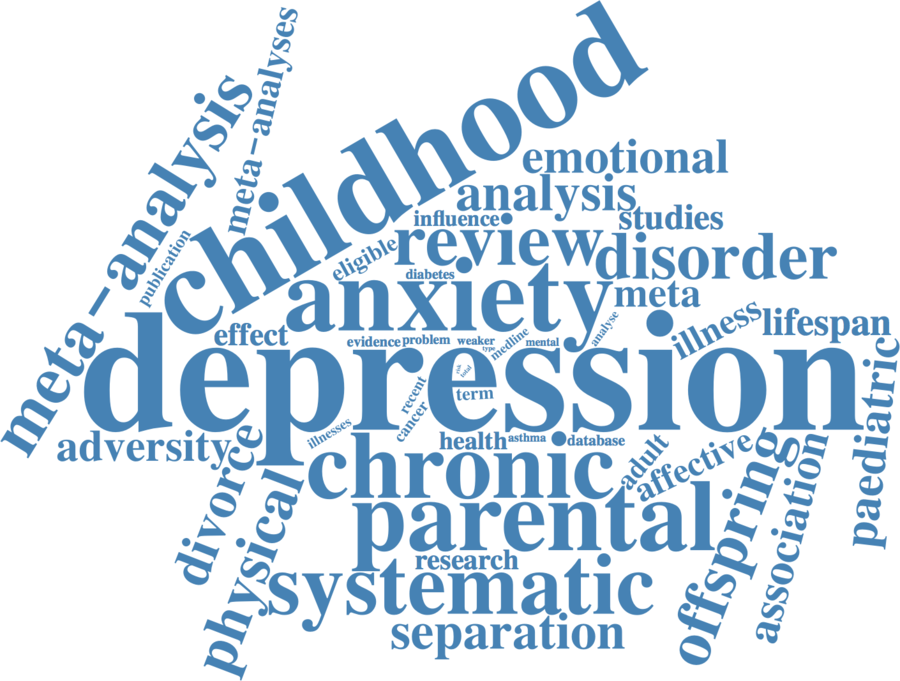 childhood
meta-analyses
meta-analysis
emotional
analysis
influence
studies
publication
eligible
review
disorder
diabetes
anxiety
meta
effect
illness
lifespan
evidence
problem
weaker
type
medline
mental
analyse
depression
risk
total
term
recent
cancer
paediatric
adversity
illnesses
health
asthma
database
divorce
chronic
adult
affective
physical
parental
offspring
association
research
systematic
separation